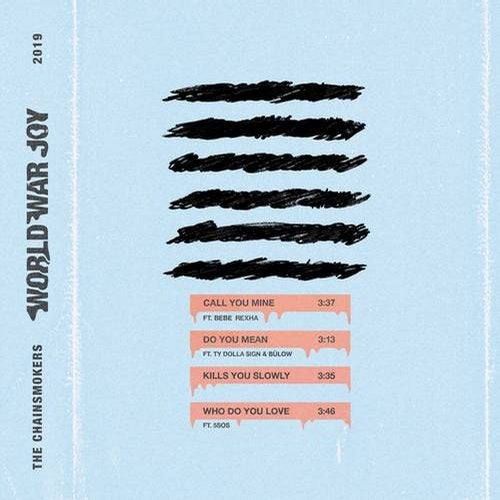 2019
WORLD WAR JOY
THE CHAINSMOKERS
CALL YOU MINE 3:37
FT. BEBE REXHA
DO YOU MEAN 3:13
FT. TY DOLLA SIGN & BÜLOW
KILLS YOU SLOWLY 3:35
WHO DO YOU LOVE 3:46
FT. 5SOS